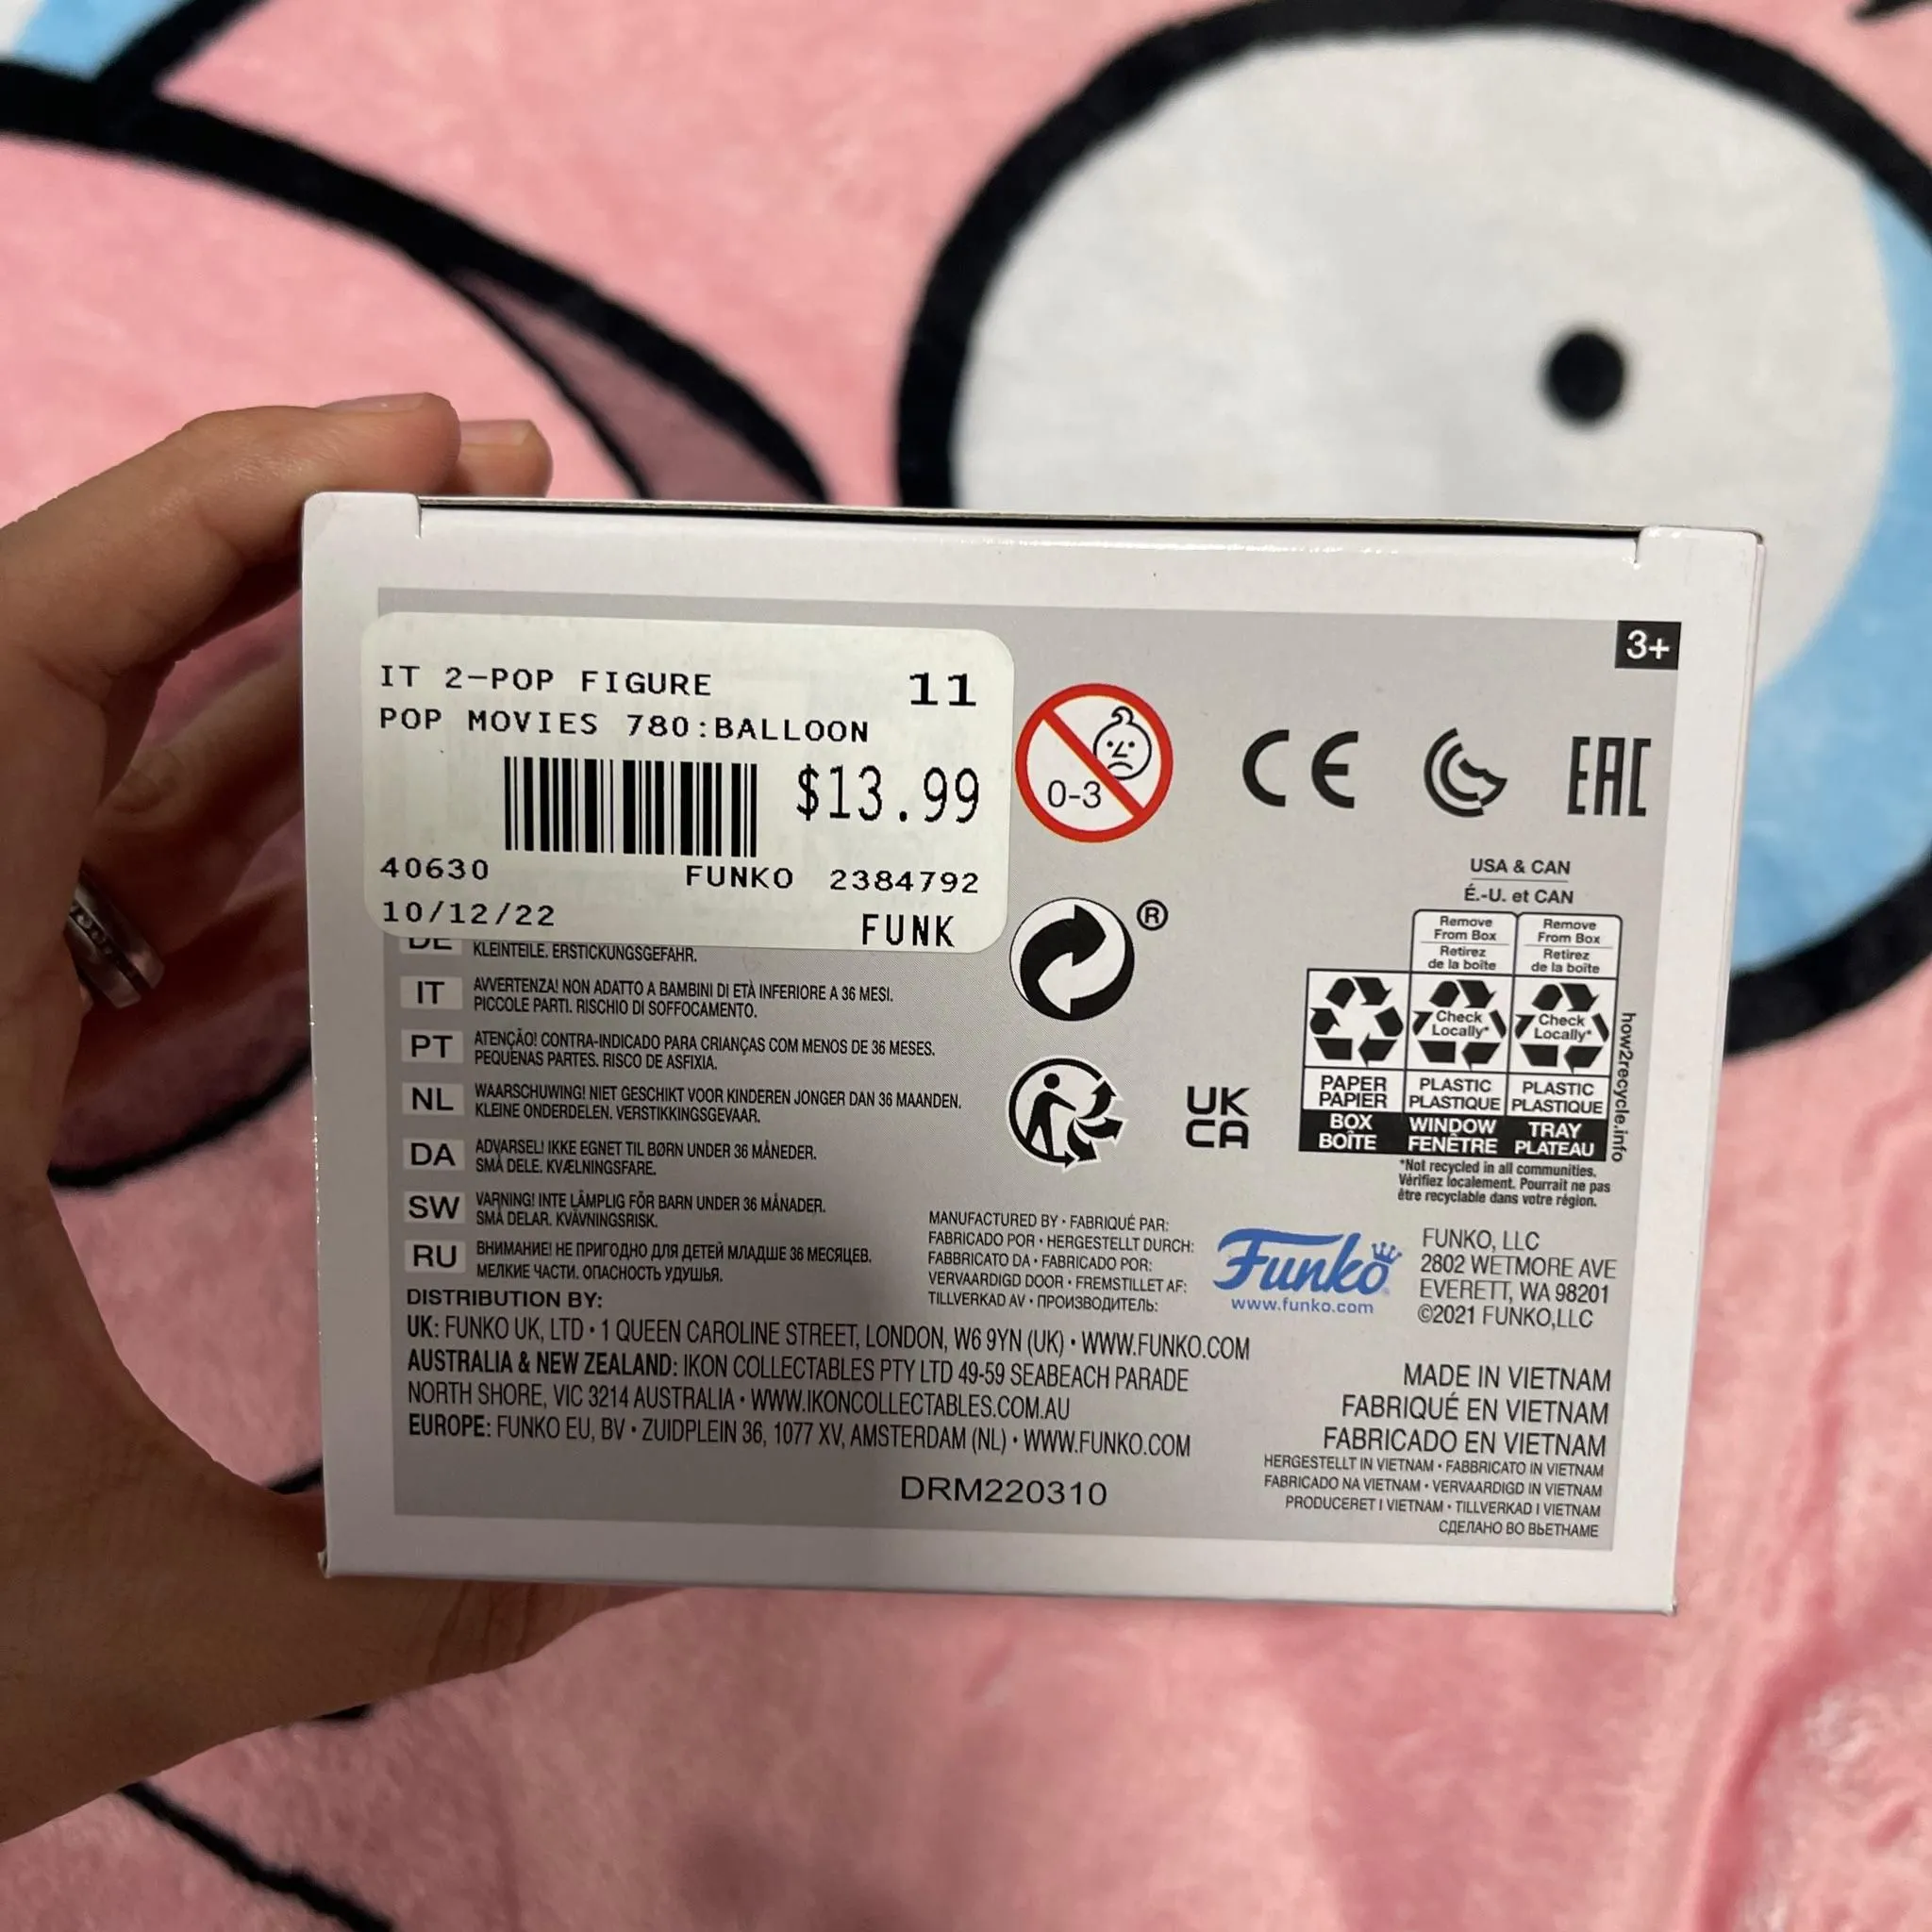 IT 2-POP FIGURE 11
POP MOVIES 780:BALLOON
$13.99
40630 FUNKO 2384792
10/12/22 FUNK
3+
0-3
CE
EAC
®
USA & CAN
É.-U. et CAN
Remove From Box
Retirez de la boîte
Remove From Box
Retirez de la boîte
Check Locally*
Check Locally*
PAPER PAPIER
PLASTIC PLASTIQUE
PLASTIC PLASTIQUE
BOX BOÎTE
WINDOW FENÊTRE
TRAY PLATEAU
how2recycle.info
*Not recycled in all communities.
Vérifiez localement. Pourrait ne pas
être recyclable dans votre région.
UK
CA
DE
KLEINTEILE. ERSTICKUNGSGEFAHR.
IT AVVERTENZA! NON ADATTO A BAMBINI DI ETÀ INFERIORE A 36 MESI.
PICCOLE PARTI. RISCHIO DI SOFFOCAMENTO.
PT ATENÇÃO! CONTRA-INDICADO PARA CRIANÇAS COM MENOS DE 36 MESES.
PEQUENAS PARTES. RISCO DE ASFIXIA.
NL WAARSCHUWING! NIET GESCHIKT VOOR KINDEREN JONGER DAN 36 MAANDEN.
KLEINE ONDERDELEN. VERSTIKKINGSGEVAAR.
DA ADVARSEL! IKKE EGNET TIL BØRN UNDER 36 MÅNEDER.
SMÅ DELE. KVÆLNINGSFARE.
SW VARNING! INTE LÄMPLIG FÖR BARN UNDER 36 MÅNADER.
SMÅ DELAR. KVÄVNINGSRISK.
RU ВНИМАНИЕ! НЕ ПРИГОДНО ДЛЯ ДЕТЕЙ МЛАДШЕ 36 МЕСЯЦЕВ.
МЕЛКИЕ ЧАСТИ. ОПАСНОСТЬ УДУШЬЯ.
MANUFACTURED BY • FABRIQUÉ PAR:
FABRICADO POR • HERGESTELLT DURCH:
FABBRICATO DA • FABRICADO POR:
VERVAARDIGD DOOR • FREMSTILLET AF:
TILLVERKAD AV • ПРОИЗВОДИТЕЛЬ:
Funko
www.funko.com
FUNKO, LLC
2802 WETMORE AVE
EVERETT, WA 98201
©2021 FUNKO,LLC
DISTRIBUTION BY:
UK: FUNKO UK, LTD • 1 QUEEN CAROLINE STREET, LONDON, W6 9YN (UK) • WWW.FUNKO.COM
AUSTRALIA & NEW ZEALAND: IKON COLLECTABLES PTY LTD 49-59 SEABEACH PARADE
NORTH SHORE, VIC 3214 AUSTRALIA • WWW.IKONCOLLECTABLES.COM.AU
EUROPE: FUNKO EU, BV • ZUIDPLEIN 36, 1077 XV, AMSTERDAM (NL) • WWW.FUNKO.COM
DRM220310
MADE IN VIETNAM
FABRIQUÉ EN VIETNAM
FABRICADO EN VIETNAM
HERGESTELLT IN VIETNAM • FABBRICATO IN VIETNAM
FABRICADO NA VIETNAM • VERVAARDIGD IN VIETNAM
PRODUCERET I VIETNAM • TILLVERKAD I VIETNAM
СДЕЛАНО ВО ВЬЕТНАМЕ